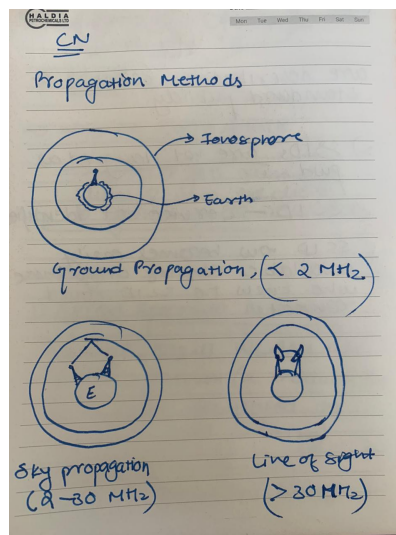 HALDIA
PETROCHEMICALS LTD
Mon Tue Wed Thu Fri Sat Sun
CN
Propagation Methods
Ionosphere
Earth
Ground Propagation, (< 2 MHz)
E
Sky propagation
(2-30 MHz)
Line of Sight
(> 30 MHz)